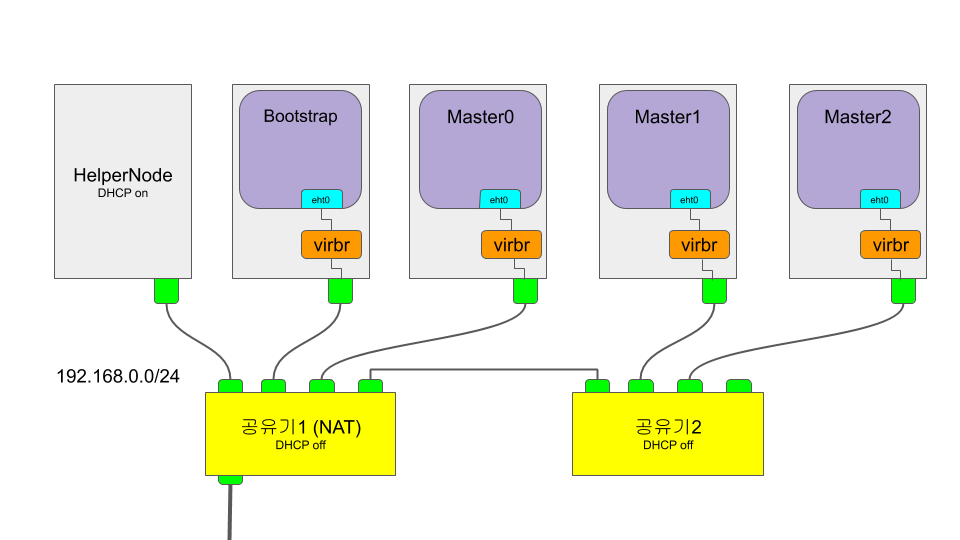 HelperNode
DHCP on
Bootstrap
eht0
virbr
Master0
eht0
virbr
Master1
eht0
virbr
Master2
eht0
virbr
192.168.0.0/24
공유기1 (NAT)
DHCP off
공유기2
DHCP off